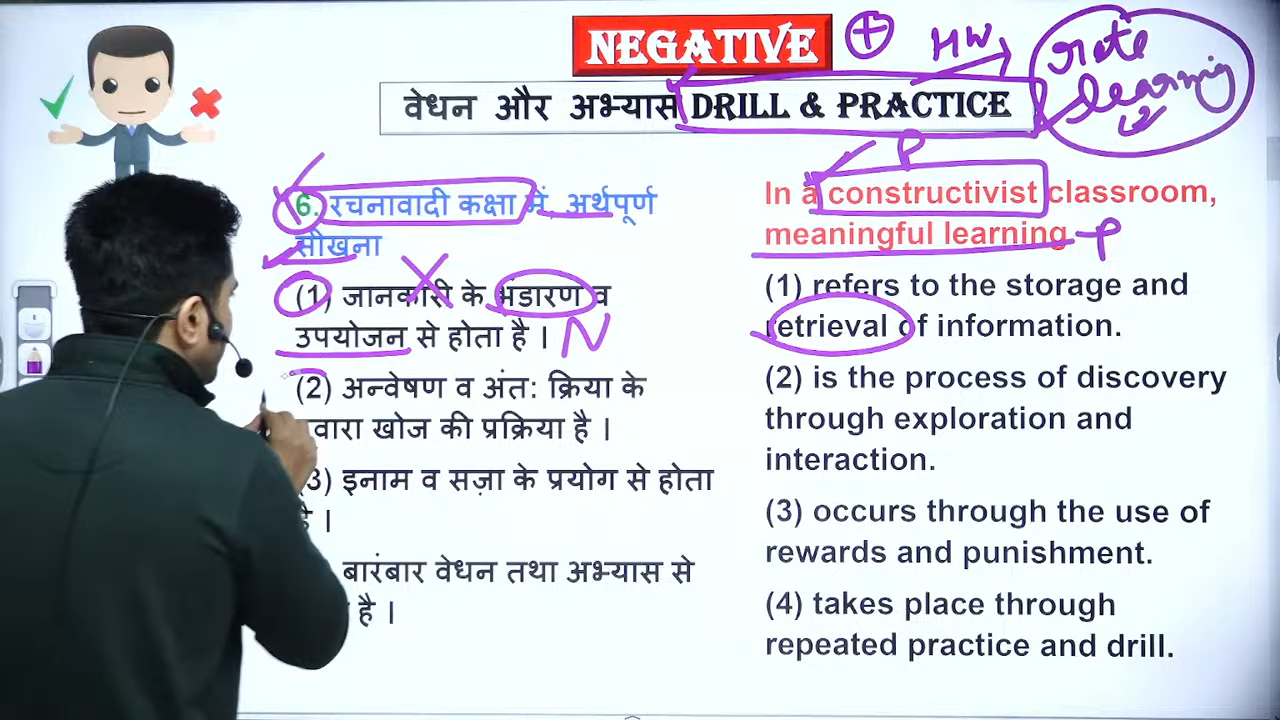 NEGATIVE
+ HW rote
learning
वेधन और अभ्यास DRILL & PRACTICE
P
6. रचनावादी कक्षा में, अर्थपूर्ण
सीखना
(1) जानकारी के भंडारण व
उपयोजन से होता है । N
(2) अन्वेषण व अंत: क्रिया के
वारा खोज की प्रक्रिया है ।
(3) इनाम व सज़ा के प्रयोग से होता
है ।
बारंबार वेधन तथा अभ्यास से
है ।
In a constructivist classroom,
meaningful learning P
(1) refers to the storage and
retrieval of information.
(2) is the process of discovery
through exploration and
interaction.
(3) occurs through the use of
rewards and punishment.
(4) takes place through
repeated practice and drill.